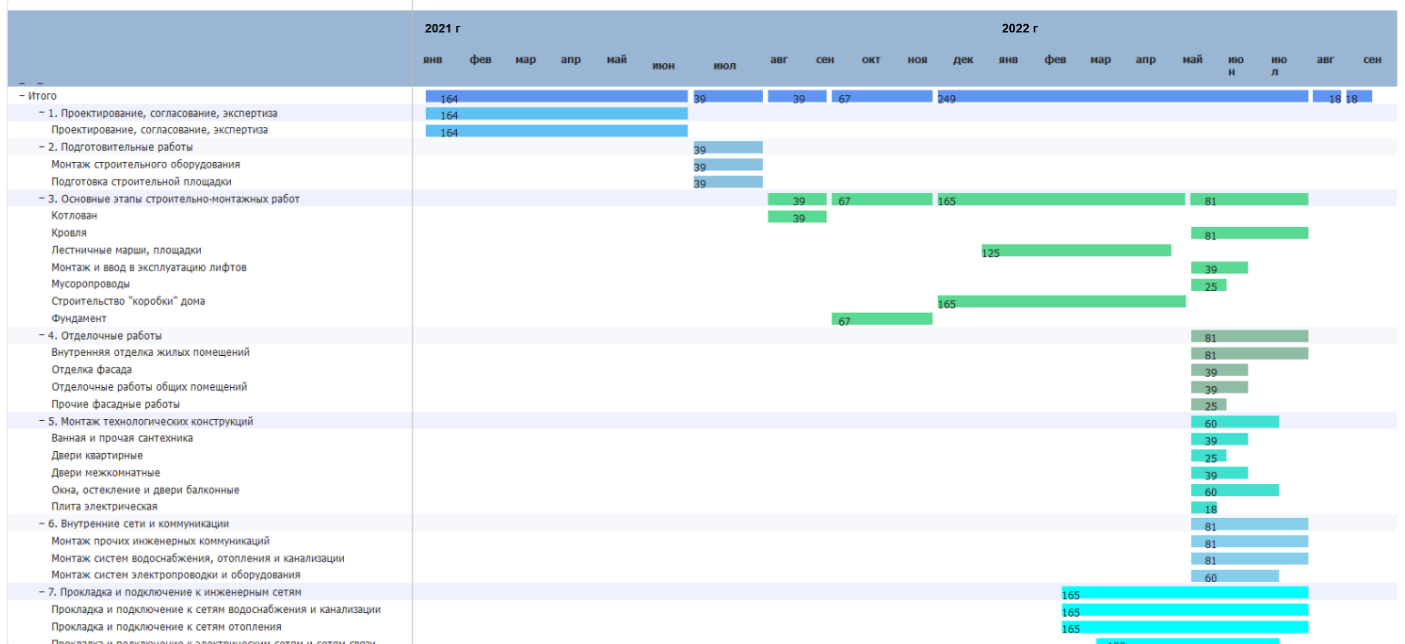 2021 г 2022 г
янв фев мар апр май июн июл авг сен окт ноя дек янв фев мар апр май ию н ию л авг сен
− Итого 164 39 39 67 249 18 18
− 1. Проектирование, согласование, экспертиза 164
Проектирование, согласование, экспертиза 164
− 2. Подготовительные работы 39
Монтаж строительного оборудования 39
Подготовка строительной площадки 39
− 3. Основные этапы строительно-монтажных работ 39 67 165 81
Котлован 39
Кровля 81
Лестничные марши, площадки 125
Монтаж и ввод в эксплуатацию лифтов 39
Мусоропроводы 25
Строительство "коробки" дома 165
Фундамент 67
− 4. Отделочные работы 81
Внутренняя отделка жилых помещений 81
Отделка фасада 39
Отделочные работы общих помещений 39
Прочие фасадные работы 25
− 5. Монтаж технологических конструкций 60
Ванная и прочая сантехника 39
Двери квартирные 25
Двери межкомнатные 39
Окна, остекление и двери балконные 60
Плита электрическая 18
− 6. Внутренние сети и коммуникации 81
Монтаж прочих инженерных коммуникаций 81
Монтаж систем водоснабжения, отопления и канализации 81
Монтаж систем электропроводки и оборудования 60
− 7. Прокладка и подключение к инженерным сетям 165
Прокладка и подключение к сетям водоснабжения и канализации 165
Прокладка и подключение к сетям отопления 165
Прокладка и подключение к электрическим сетям и сетям связи